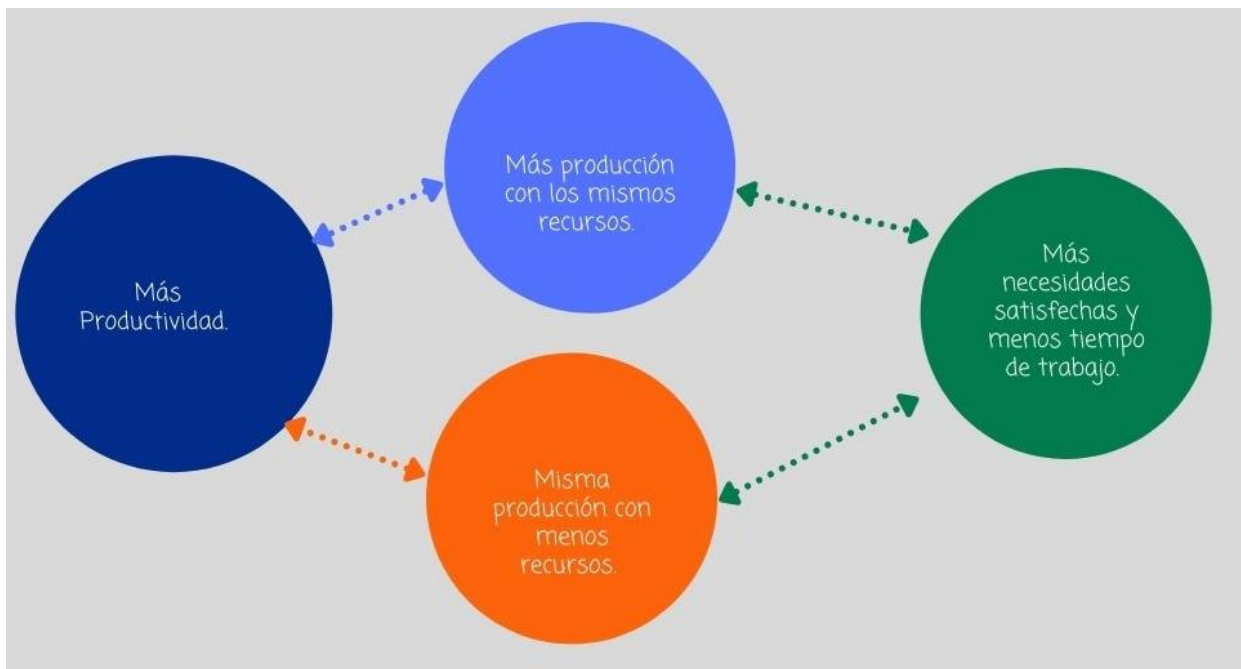 Más
Productividad.
Más producción
con los mismos
recursos.
Misma
producción con
menos
recursos.
Más
necesidades
satisfechas y
menos tiempo
de trabajo.